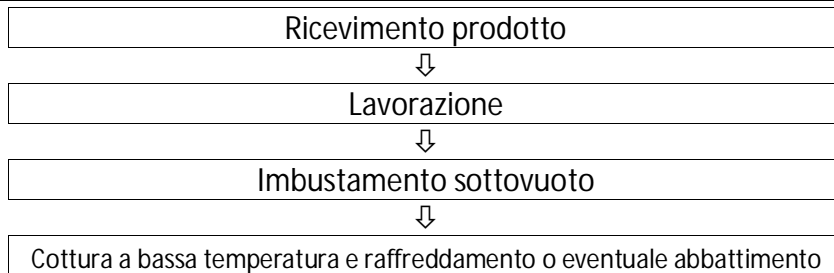 Ricevimento prodotto
⇩
Lavorazione
⇩
Imbustamento sottovuoto
⇩
Cottura a bassa temperatura e raffreddamento o eventuale abbattimento